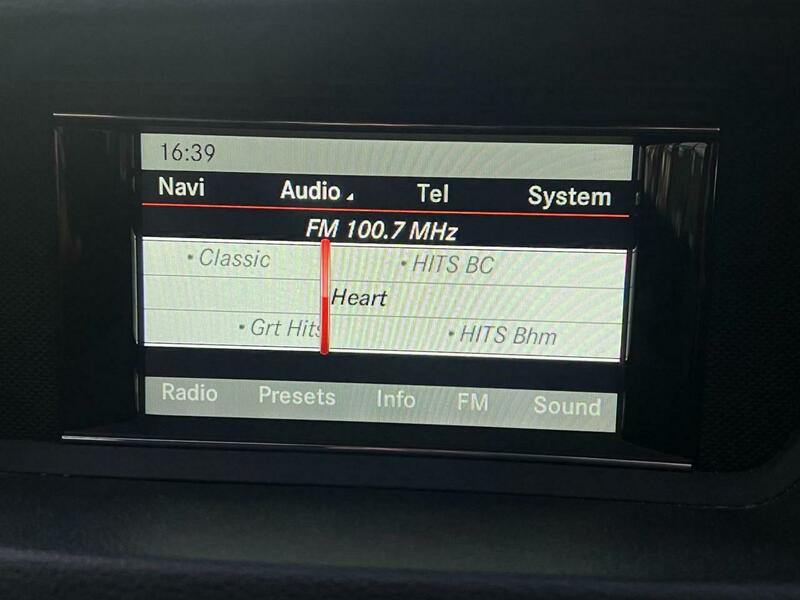 16:39
Navi Audio Tel System
FM 100.7 MHz
• Classic • HITS BC
Heart
• Grt Hits • HITS Bhm
Radio Presets Info FM Sound